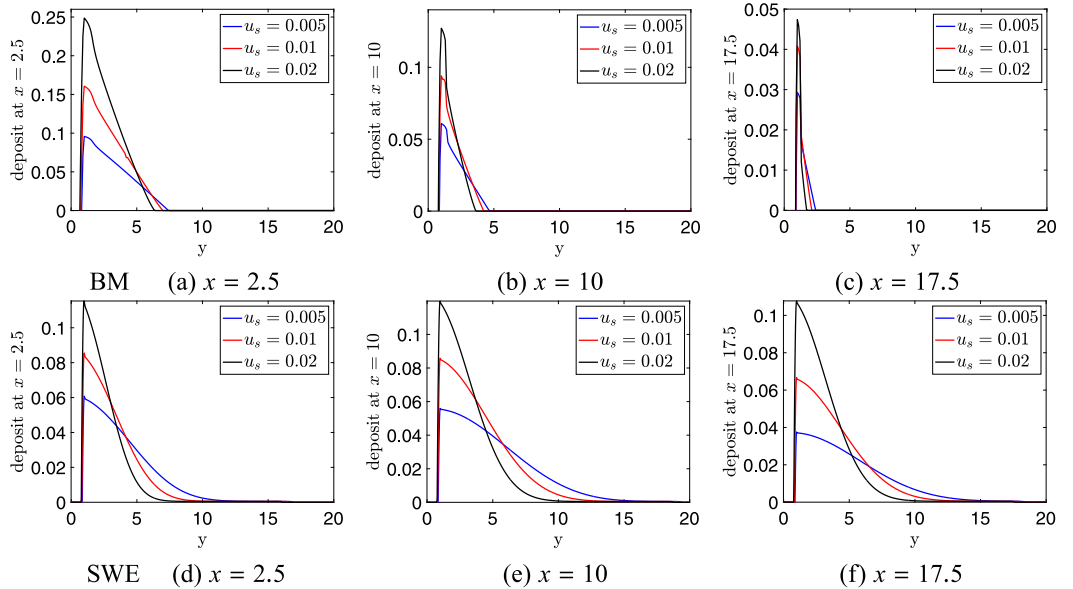 deposit at x = 2.5
0.25
0.20
0.15
0.10
0.05
0
0 5 10 15 20
y
u_s = 0.005
u_s = 0.01
u_s = 0.02
deposit at x = 10
0.1
0.05
0
0 5 10 15 20
y
u_s = 0.005
u_s = 0.01
u_s = 0.02
deposit at x = 17.5
0.05
0.04
0.03
0.02
0.01
0
0 5 10 15 20
y
u_s = 0.005
u_s = 0.01
u_s = 0.02
BM (a) x = 2.5 (b) x = 10 (c) x = 17.5
deposit at x = 2.5
0.1
0.08
0.06
0.04
0.02
0
0 5 10 15 20
y
u_s = 0.005
u_s = 0.01
u_s = 0.02
deposit at x = 10
0.1
0.08
0.06
0.04
0.02
0
0 5 10 15 20
y
u_s = 0.005
u_s = 0.01
u_s = 0.02
deposit at x = 17.5
0.1
0.08
0.06
0.04
0.02
0
0 5 10 15 20
y
u_s = 0.005
u_s = 0.01
u_s = 0.02
SWE (d) x = 2.5 (e) x = 10 (f) x = 17.5